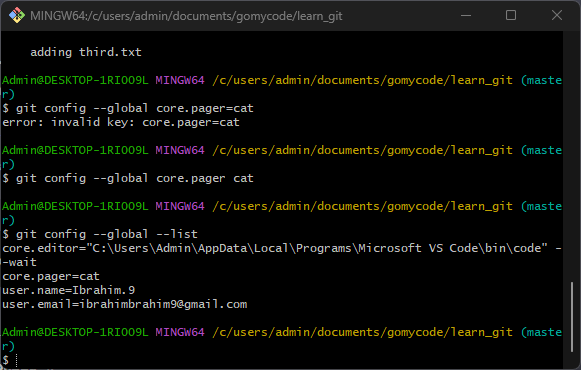 MINGW64:/c/users/admin/documents/gomycode/learn_git
adding third.txt
Admin@DESKTOP-1RIO09L MINGW64 /c/users/admin/documents/gomycode/learn_git (maste
r)
$ git config --global core.pager=cat
error: invalid key: core.pager=cat
Admin@DESKTOP-1RIO09L MINGW64 /c/users/admin/documents/gomycode/learn_git (maste
r)
$ git config --global core.pager cat
Admin@DESKTOP-1RIO09L MINGW64 /c/users/admin/documents/gomycode/learn_git (maste
r)
$ git config --global --list
core.editor="C:\Users\Admin\AppData\Local\Programs\Microsoft VS Code\bin\code" -
-wait
core.pager=cat
user.name=Ibrahim.9
user.email=ibrahimbrahim9@gmail.com
Admin@DESKTOP-1RIO09L MINGW64 /c/users/admin/documents/gomycode/learn_git (maste
r)
$